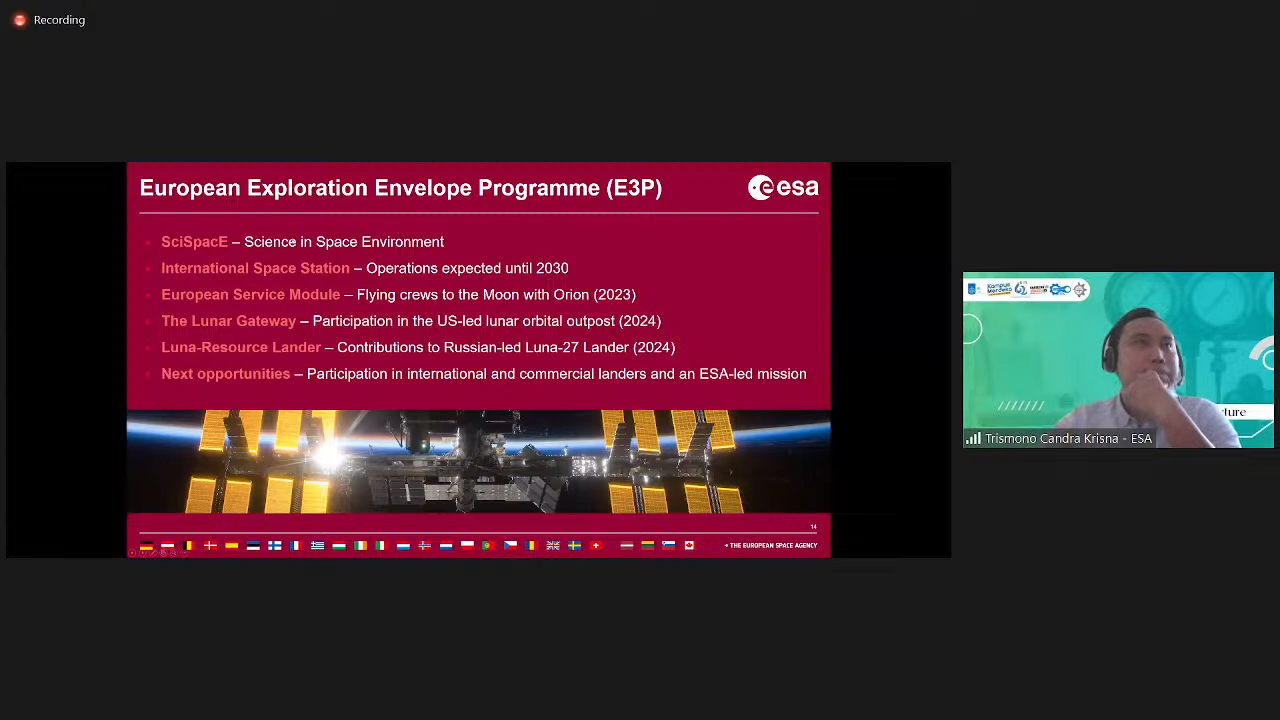 Recording
European Exploration Envelope Programme (E3P)
esa
SciSpacE – Science in Space Environment
International Space Station – Operations expected until 2030
European Service Module – Flying crews to the Moon with Orion (2023)
The Lunar Gateway – Participation in the US-led lunar orbital outpost (2024)
Luna-Resource Lander – Contributions to Russian-led Luna-27 Lander (2024)
Next opportunities – Participation in international and commercial landers and an ESA-led mission
14
→ THE EUROPEAN SPACE AGENCY
Kampus
Merdeka
Trismono Candra Krisna - ESA